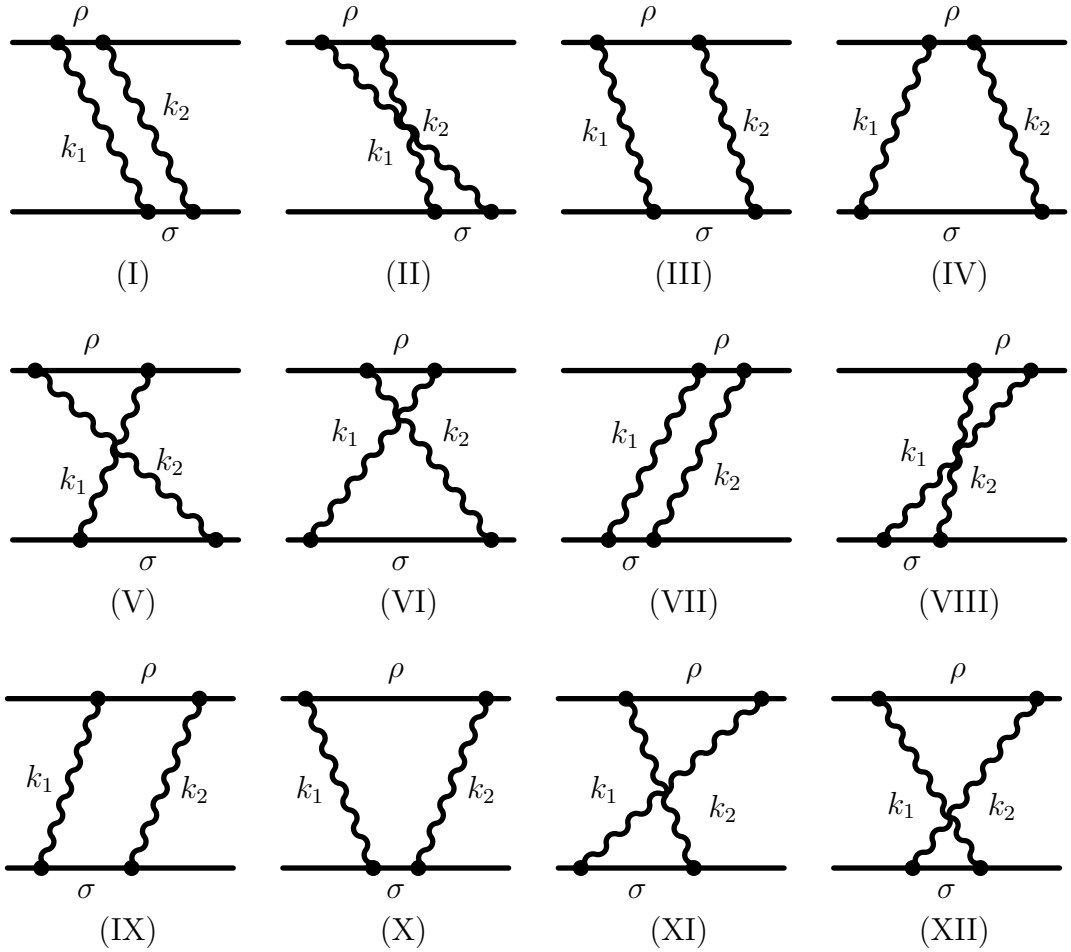 ρ ρ ρ ρ
k₁ k₂ k₁ k₂ k₁ k₂ k₁ k₂
σ σ σ σ
(I) (II) (III) (IV)
ρ ρ ρ ρ
k₁ k₂ k₁ k₂ k₁ k₂ k₁ k₂
σ σ σ σ
(V) (VI) (VII) (VIII)
ρ ρ ρ ρ
k₁ k₂ k₁ k₂ k₁ k₂ k₁ k₂
σ σ σ σ
(IX) (X) (XI) (XII)